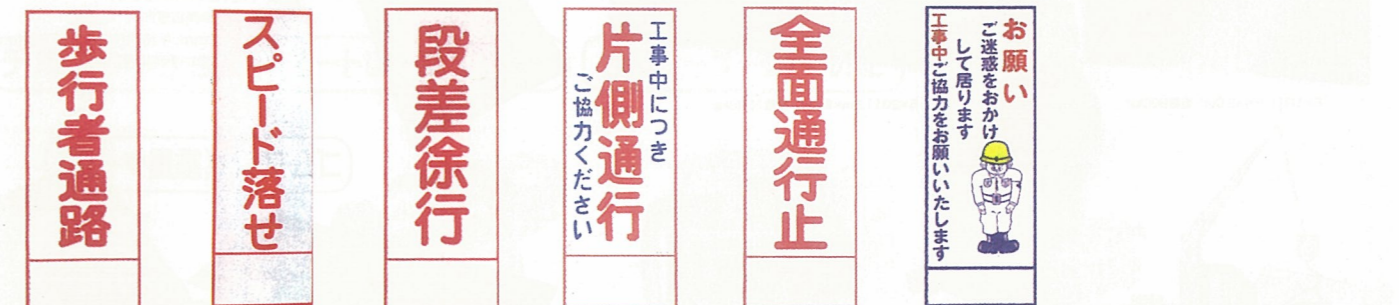 歩行者通路
スピード落せ
段差徐行
工事中につき
片側通行
ご協力ください
全面通行止
お願い
ご迷惑をおかけ
して居ります
工事中ご協力をお願いいたします